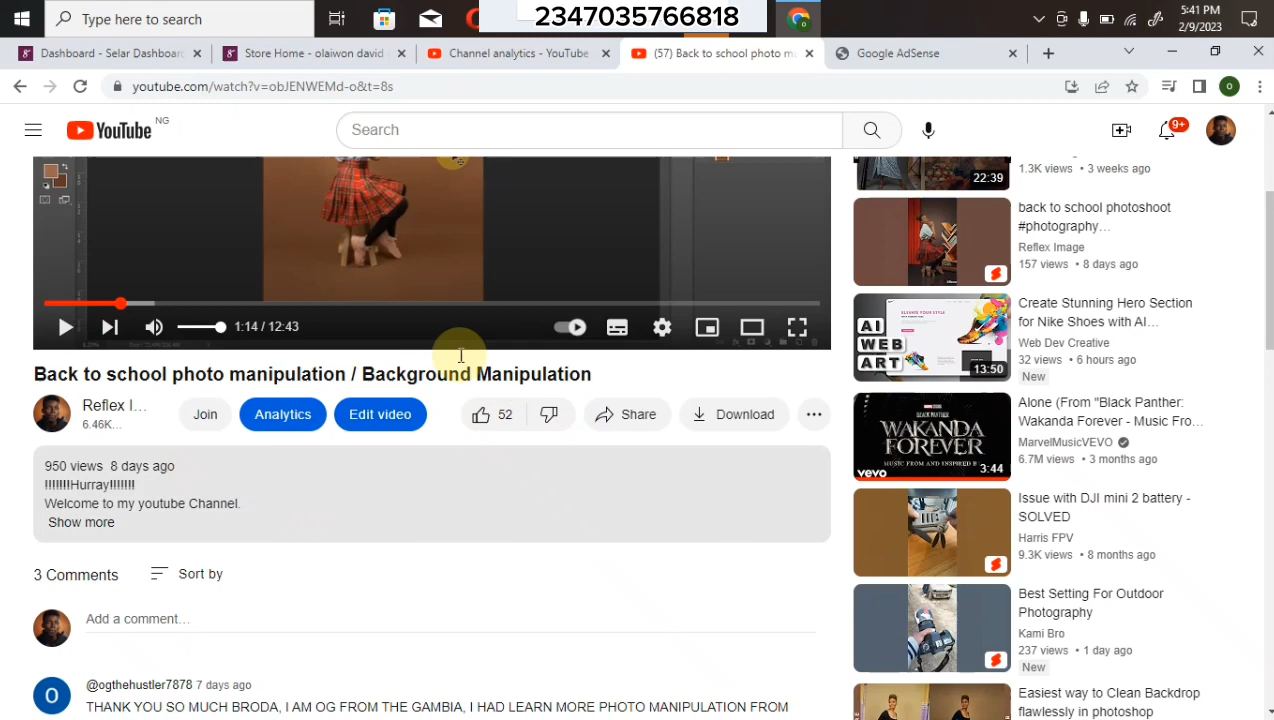 Type here to search
2347035766818
5:41 PM
2/9/2023
Dashboard - Selar Dashboard
Store Home - olaiwon david
Channel analytics - YouTube
(57) Back to school photo m
Google AdSense
youtube.com/watch?v=obJENWEMd-o&t=8s
YouTube NG
Search
9+
1:14 / 12:43
Back to school photo manipulation / Background Manipulation
Reflex I...
6.46K...
Join
Analytics
Edit video
52
Share
Download
950 views 8 days ago
!!!!!!!Hurray!!!!!!!
Welcome to my youtube Channel.
Show more
3 Comments
Sort by
Add a comment...
O
@ogthehustler7878 7 days ago
THANK YOU SO MUCH BRODA, I AM OG FROM THE GAMBIA, I HAD LEARN MORE PHOTO MANIPULATION FROM
22:39
1.3K views • 3 weeks ago
back to school photoshoot
#photography...
Reflex Image
157 views • 8 days ago
AI
WEB
ART
13:50
Create Stunning Hero Section
for Nike Shoes with AI...
Web Dev Creative
32 views • 6 hours ago
New
WAKANDA
FOREVER
MUSIC FROM AND INSPIRED BY
vevo
3:44
Alone (From "Black Panther:
Wakanda Forever - Music Fro...
MarvelMusicVEVO
6.7M views • 3 months ago
Issue with DJI mini 2 battery -
SOLVED
Harris FPV
9.3K views • 8 months ago
Best Setting For Outdoor
Photography
Kami Bro
237 views • 1 day ago
New
Easiest way to Clean Backdrop
flawlessly in photoshop